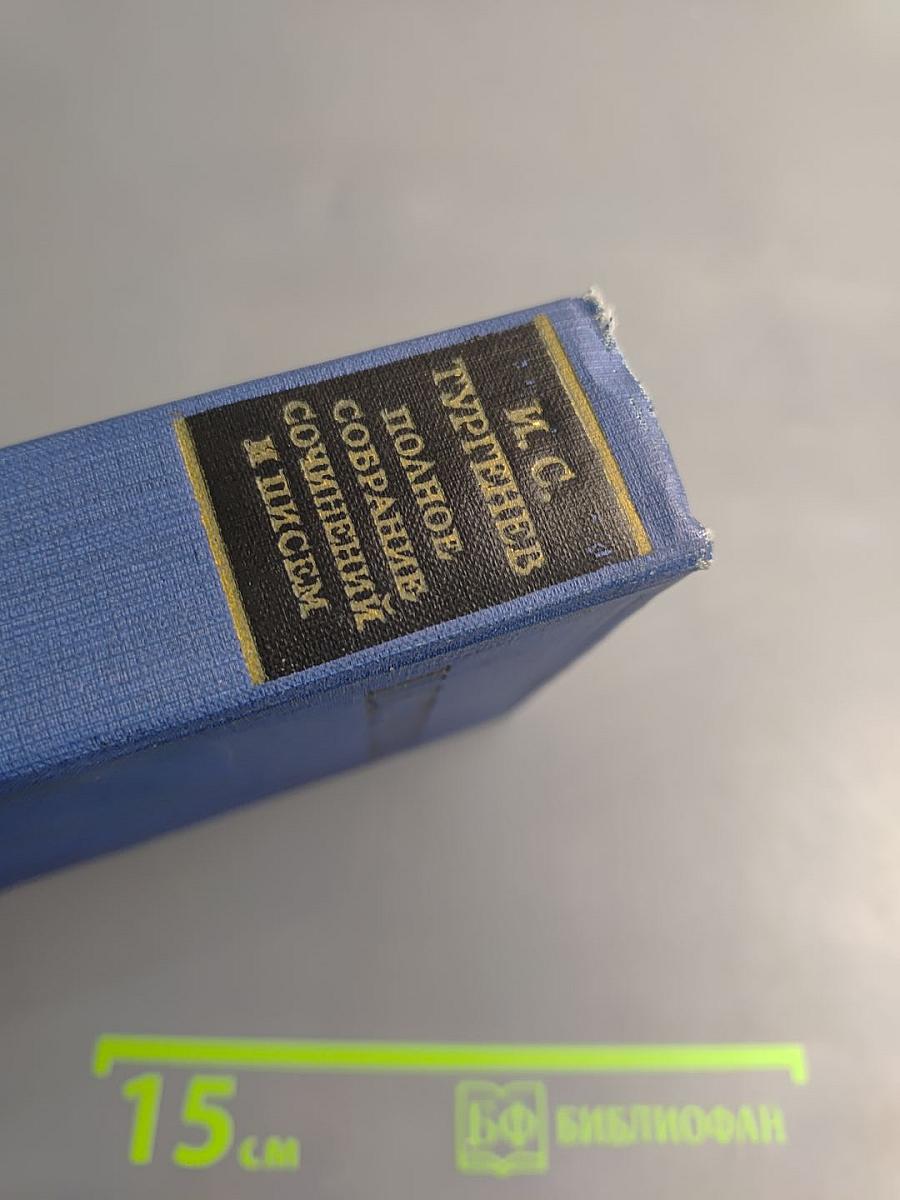 И. С.
ТУРГЕНЕВ
ПОЛНОЕ
СОБРАНИЕ
СОЧИНЕНИЙ
И ПИСЕМ
15 см
БФ БИБЛИОФАН